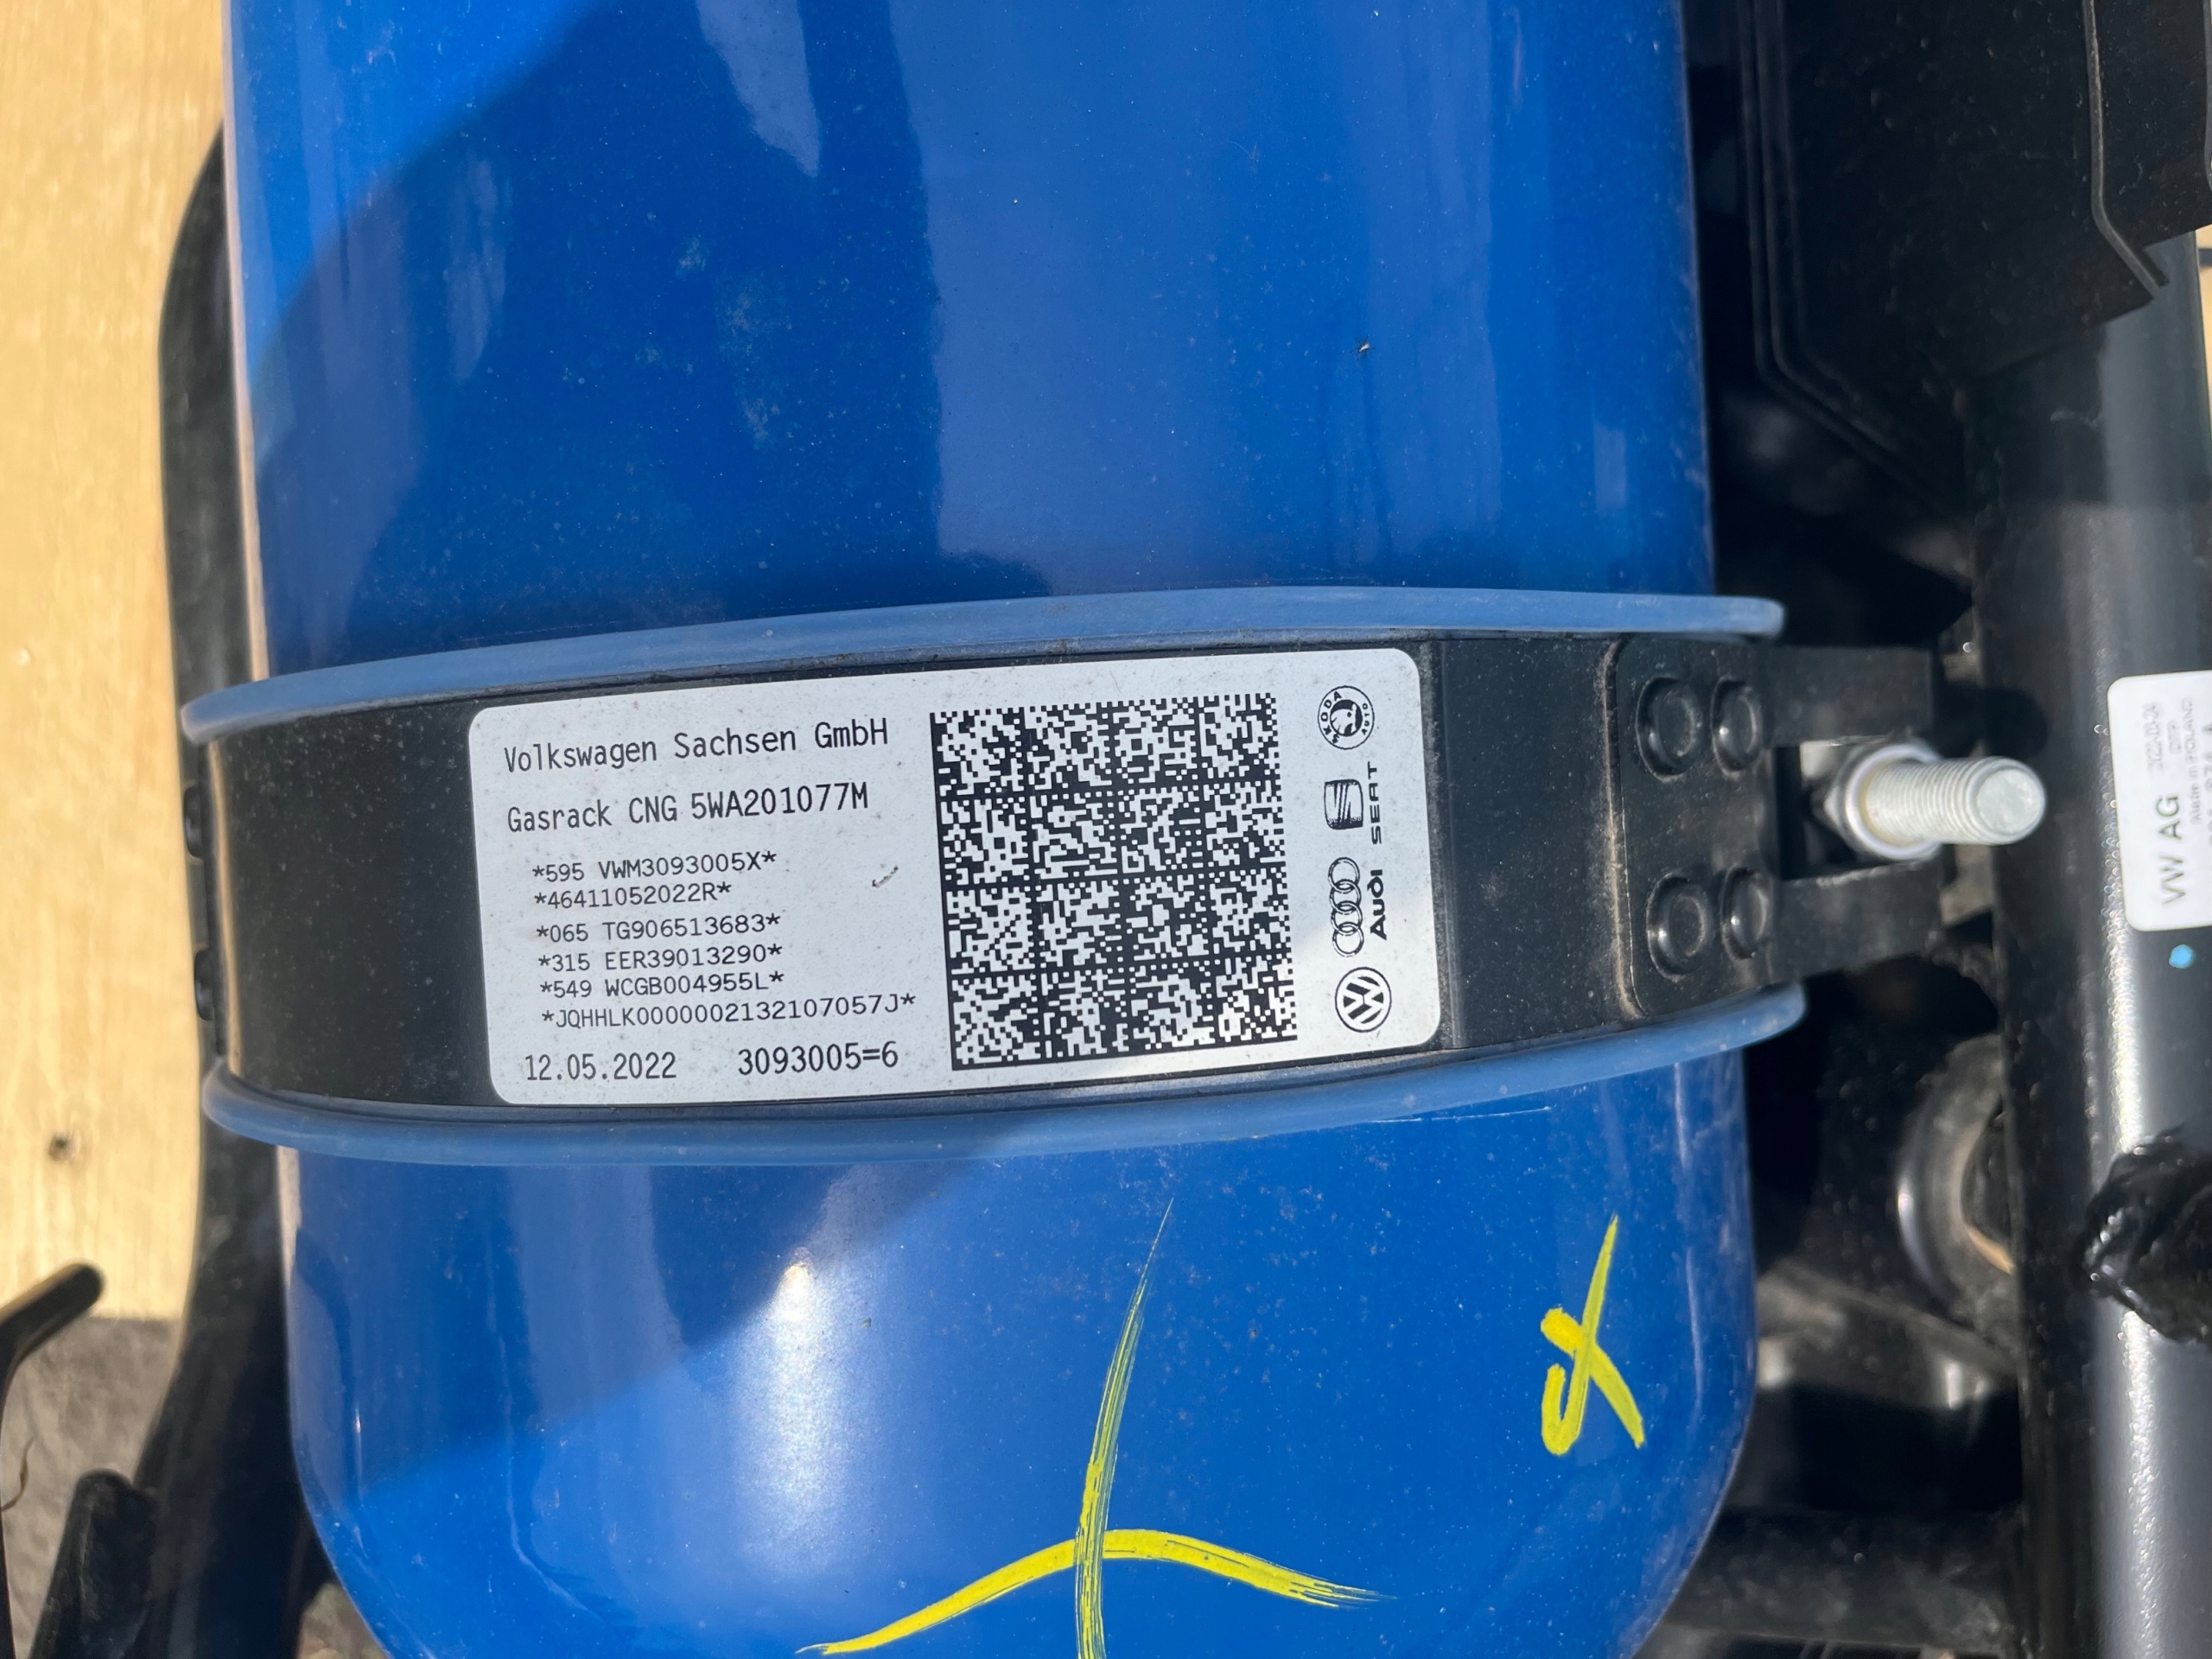 Volkswagen Sachsen GmbH
Gasrack CNG 5WA201077M
*595 VWM3093005X*
*46411052022R*
*065 TG906513683*
*315 EER39013290*
*549 WCGB004955L*
*JQHHLK0000002132107057J*
12.05.2022 3093005=6
ŠKODA AUTO
SEAT
Audi
VW AG